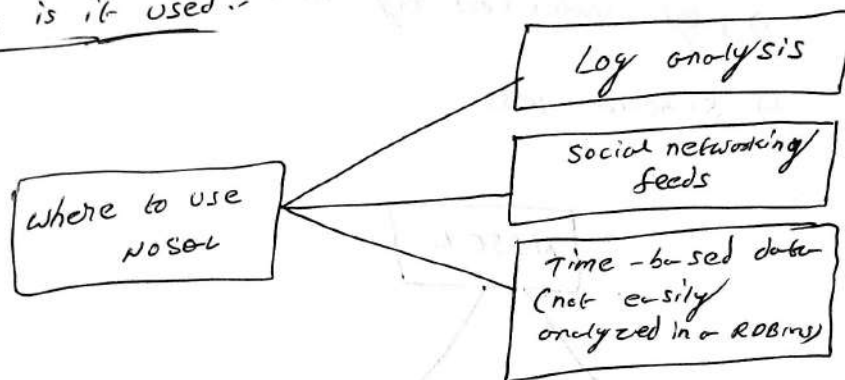 is it used:-
Log analysis
Social networking
feeds
where to use
NOSQL
Time-based data
(not easily
analyzed in a RDBMS)